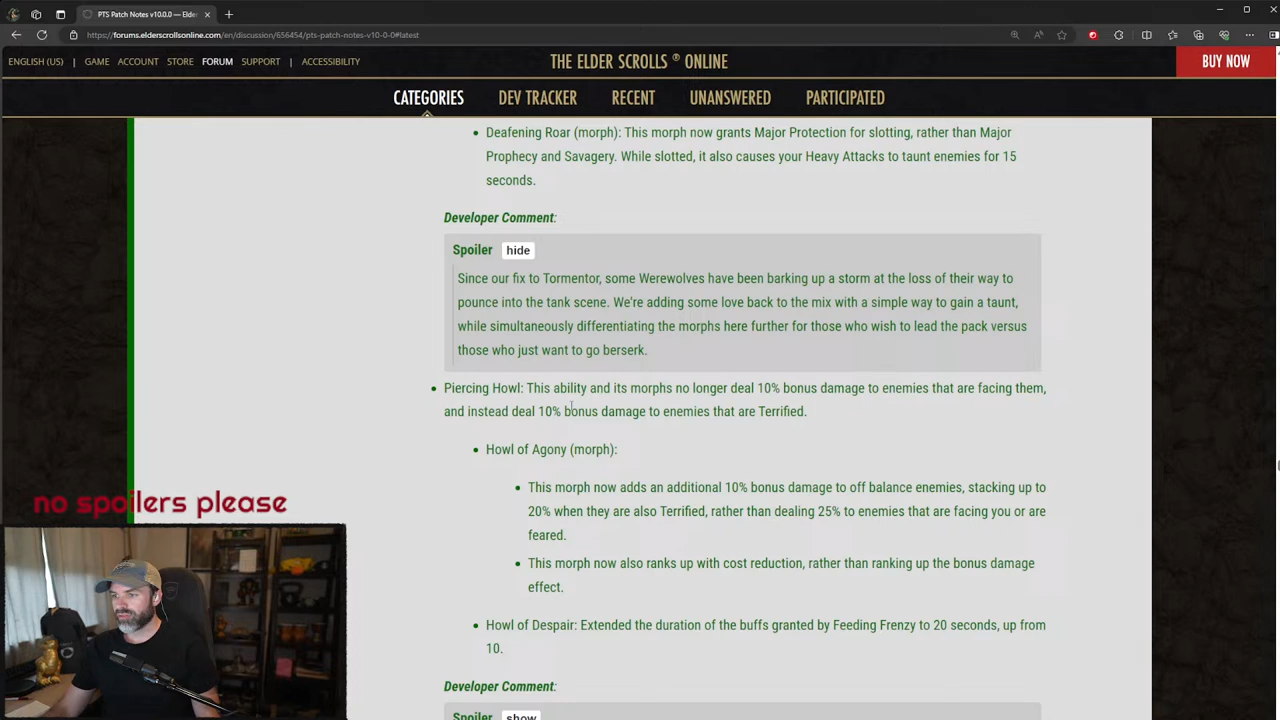 PTS Patch Notes v10.0.0 — Elder
https://forums.elderscrollsonline.com/en/discussion/656454/pts-patch-notes-v10-0-0#latest
ENGLISH (US) | GAME ACCOUNT STORE FORUM SUPPORT | ACCESSIBILITY
THE ELDER SCROLLS ® ONLINE
BUY NOW
CATEGORIES DEV TRACKER RECENT UNANSWERED PARTICIPATED
• Deafening Roar (morph): This morph now grants Major Protection for slotting, rather than Major
Prophecy and Savagery. While slotted, it also causes your Heavy Attacks to taunt enemies for 15
seconds.
Developer Comment:
Spoiler hide
Since our fix to Tormentor, some Werewolves have been barking up a storm at the loss of their way to
pounce into the tank scene. We're adding some love back to the mix with a simple way to gain a taunt,
while simultaneously differentiating the morphs here further for those who wish to lead the pack versus
those who just want to go berserk.
• Piercing Howl: This ability and its morphs no longer deal 10% bonus damage to enemies that are facing them,
and instead deal 10% bonus damage to enemies that are Terrified.
• Howl of Agony (morph):
• This morph now adds an additional 10% bonus damage to off balance enemies, stacking up to
20% when they are also Terrified, rather than dealing 25% to enemies that are facing you or are
feared.
• This morph now also ranks up with cost reduction, rather than ranking up the bonus damage
effect.
• Howl of Despair: Extended the duration of the buffs granted by Feeding Frenzy to 20 seconds, up from
10.
Developer Comment:
Spoiler show
no spoilers please